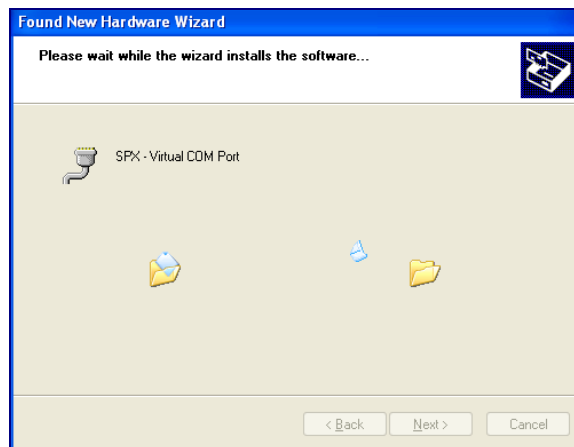 Found New Hardware Wizard
Please wait while the wizard installs the software...
SPX - Virtual COM Port
< Back Next > Cancel